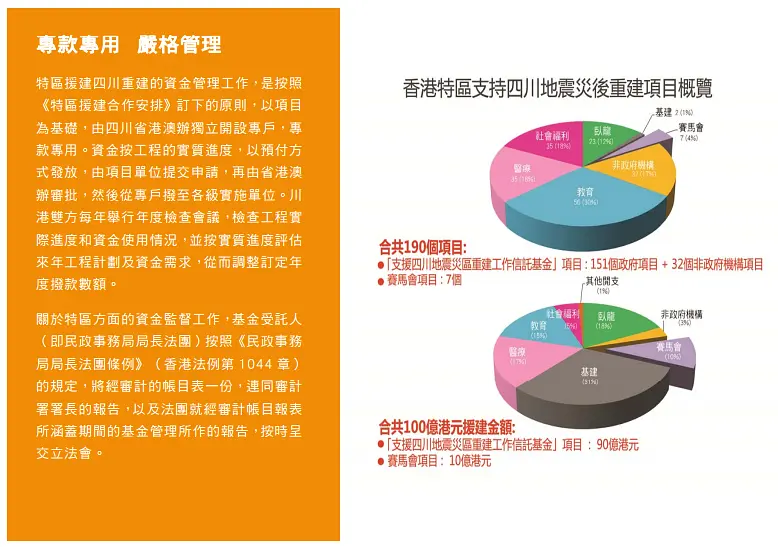 專款專用 嚴格管理
特區援建四川重建的資金管理工作，是按照
《特區援建合作安排》訂下的原則，以項目
為基礎，由四川省港澳辦獨立開設專戶，專
款專用。資金按工程的實質進度，以預付方
式發放，由項目單位提交申請，再由省港澳
辦審批，然後從專戶撥至各級實施單位。川
港雙方每年舉行年度檢查會議，檢查工程實
際進度和資金使用情況，並按實質進度評估
來年工程計劃及資金需求，從而調整訂定年
度撥款數額。
關於特區方面的資金監督工作，基金受託人
（即民政事務局局長法團）按照《民政事務
局局長法團條例》（香港法例第 1044 章）
的規定，將經審計的帳目表一份，連同審計
署署長的報告，以及法團就經審計帳目報表
所涵蓋期間的基金管理所作的報告，按時呈
交立法會。
香港特區支持四川地震災後重建項目概覽
基建 2 (1%)
賽馬會
7 (4%)
臥龍
23 (12%)
社會福利
35 (18%)
非政府機構
32 (17%)
醫療
35 (18%)
教育
56 (30%)
合共190個項目:
●「支援四川地震災區重建工作信託基金」項目：151個政府項目 + 32個非政府機構項目
● 賽馬會項目：7個
其他開支
(1%)
社會福利
(5%)
臥龍
(18%)
非政府機構
(3%)
教育
(15%)
賽馬會
(10%)
醫療
(17%)
基建
(31%)
合共100億港元援建金額:
●「支援四川地震災區重建工作信託基金」項目 ： 90億港元
● 賽馬會項目： 10億港元